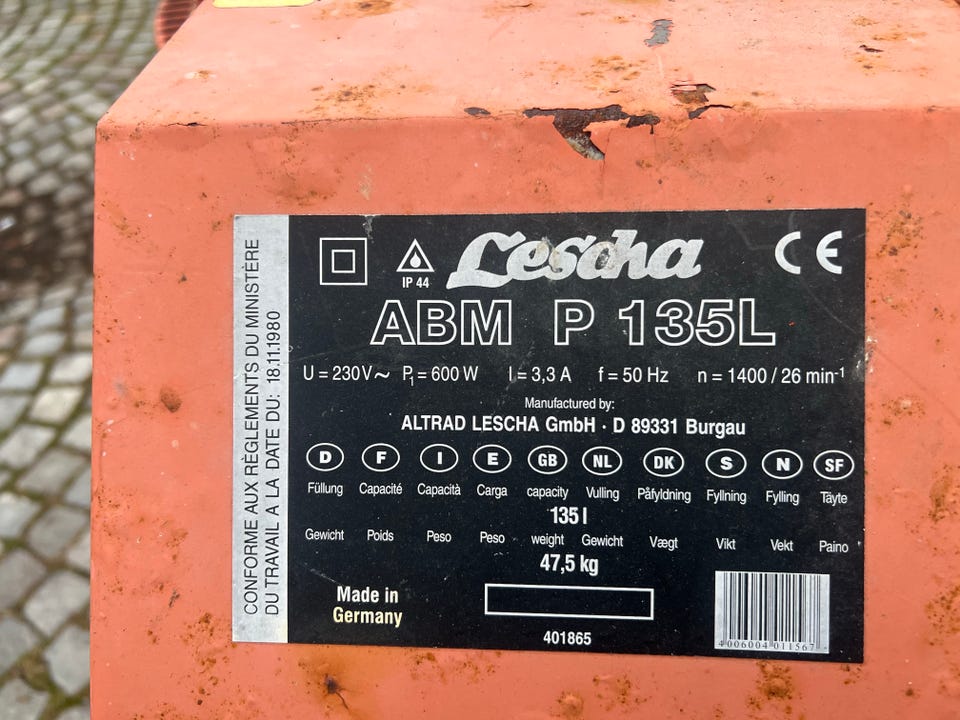 CONFORME AUX RÈGLEMENTS DU MINISTÈRE
DU TRAVAIL A LA DATE DU: 18.11.1980
IP 44
Lescha
CE
ABM P 135L
U = 230V~ P1 = 600 W I = 3,3 A f = 50 Hz n = 1400 / 26 min-1
Manufactured by:
ALTRAD LESCHA GmbH · D 89331 Burgau
D F I E GB NL DK S N SF
Füllung Capacité Capacità Carga capacity Vulling Påfyldning Fyllning Fylling Täyte
135 l
Gewicht Poids Peso Peso weight Gewicht Vægt Vikt Vekt Paino
47,5 kg
Made in
Germany
401865
4 006004 011567